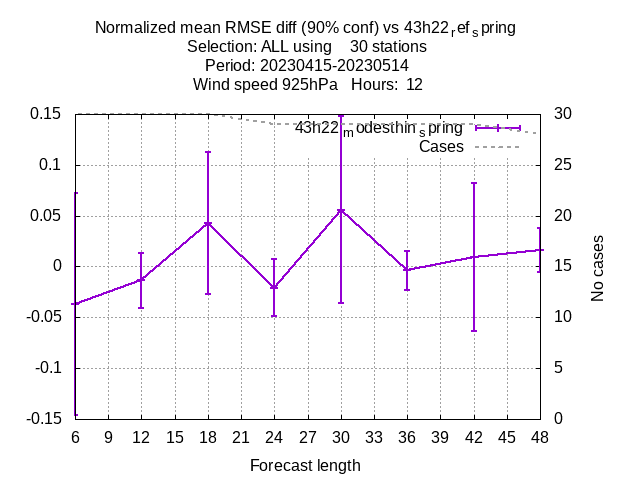 Normalized mean RMSE diff (90% conf) vs 43h22refspring
Selection: ALL using    30 stations
Period: 20230415-20230514
Wind speed 925hPa   Hours:  12
0.15
0.1
0.05
0
-0.05
-0.1
-0.15
43h22modesthinspring
Cases
30
25
20
15
10
5
0
No cases
6 9 12 15 18 21 24 27 30 33 36 39 42 45 48
Forecast length